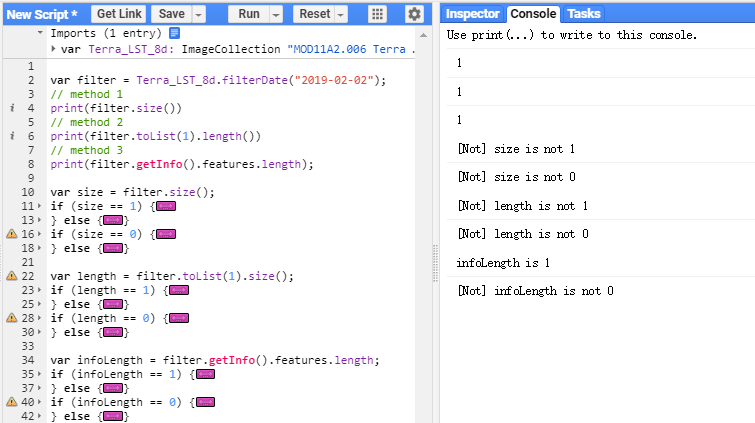 New Script * Get Link Save Run Reset
Imports (1 entry)
var Terra_LST_8d: ImageCollection "MOD11A2.006 Terra .
1
2 var filter = Terra_LST_8d.filterDate("2019-02-02");
3 // method 1
i 4 print(filter.size())
5 // method 2
i 6 print(filter.toList(1).length())
7 // method 3
8 print(filter.getInfo().features.length);
9
10 var size = filter.size();
11 if (size == 1) {
13 } else {}
16 if (size == 0) {
18 } else {}
21
22 var length = filter.toList(1).size();
23 if (length == 1) {
25 } else {}
28 if (length == 0) {
30 } else {}
33
34 var infoLength = filter.getInfo().features.length;
35 if (infoLength == 1) {
37 } else {}
40 if (infoLength == 0) {
42 } else {}
Inspector Console Tasks
Use print(...) to write to this console.
1
1
1
[Not] size is not 1
[Not] size is not 0
[Not] length is not 1
[Not] length is not 0
infoLength is 1
[Not] infoLength is not 0